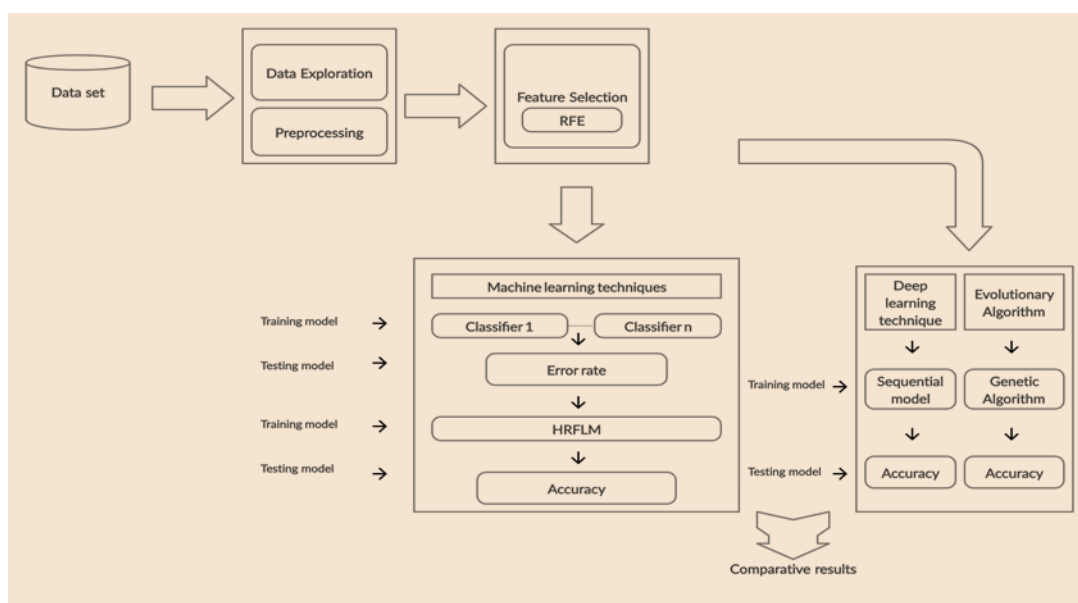 Data set
Data Exploration
Preprocessing
Feature Selection
RFE
Machine learning techniques
Training model
Classifier 1
Classifier n
Testing model
Error rate
Training model
HRFLM
Testing model
Accuracy
Deep
learning
technique
Evolutionary
Algorithm
Training model
Sequential
model
Genetic
Algorithm
Testing model
Accuracy
Accuracy
Comparative results